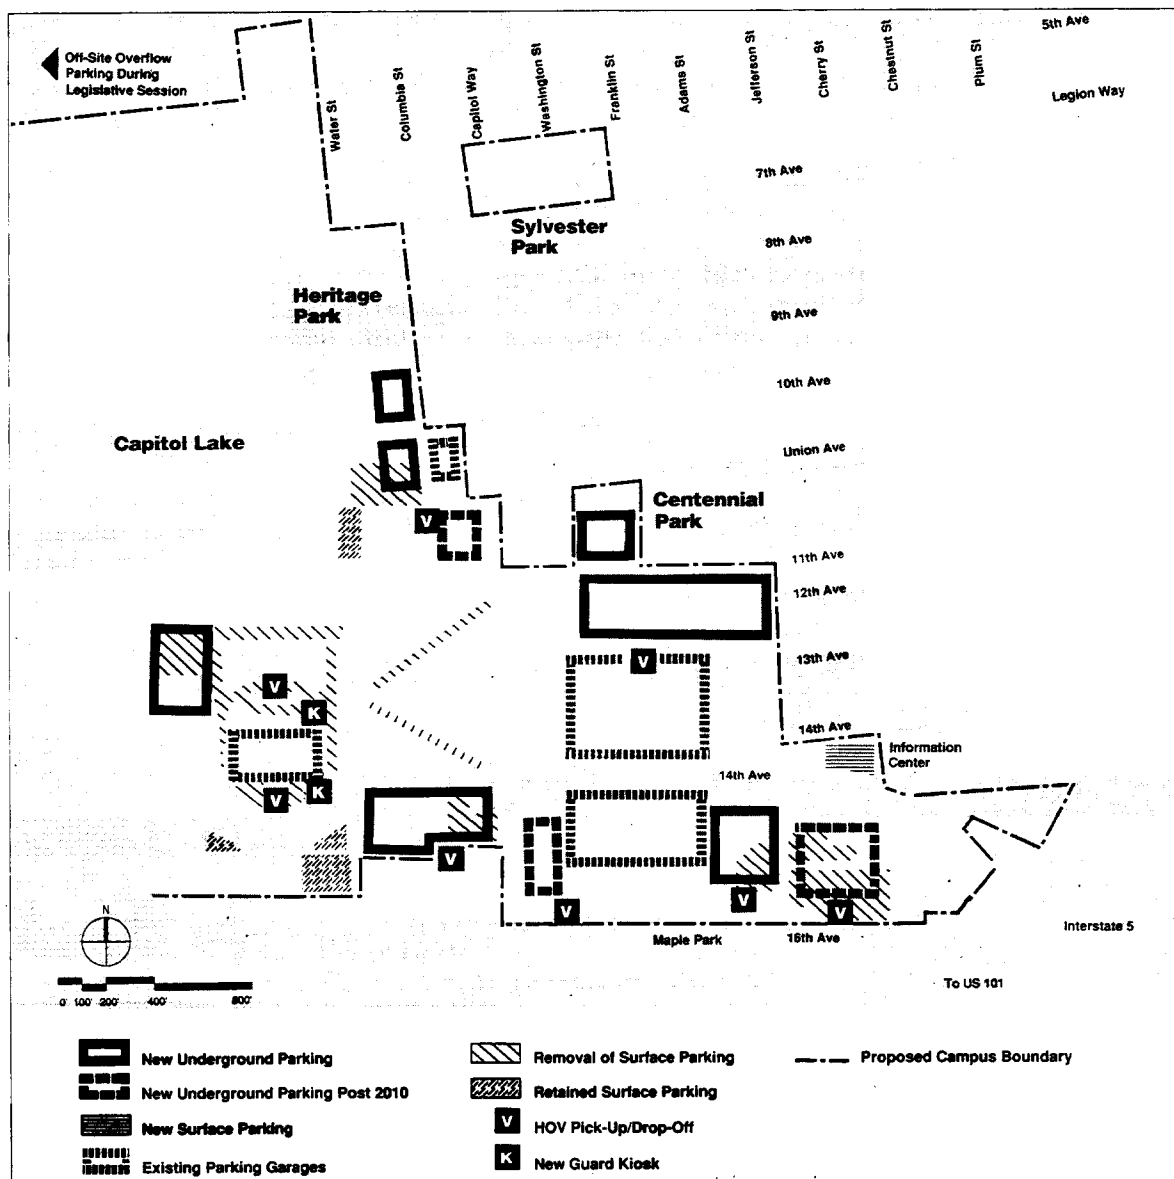 Off-Site Overflow
Parking During
Legislative Session
Water St
Columbia St
Capitol Way
Washington St
Franklin St
Adams St
Jefferson St
Cherry St
Chestnut St
Plum St
5th Ave
Legion Way
7th Ave
Sylvester
Park
8th Ave
Heritage
Park
9th Ave
10th Ave
Capitol Lake
Union Ave
Centennial
Park
V
11th Ave
12th Ave
V
13th Ave
V
K
14th Ave
Information
Center
14th Ave
K
V
V
V
V
V
N
Maple Park
16th Ave
Interstate 5
To US 101
0' 100' 200' 400' 800'
New Underground Parking
Removal of Surface Parking
Proposed Campus Boundary
New Underground Parking Post 2010
Retained Surface Parking
New Surface Parking
V HOV Pick-Up/Drop-Off
Existing Parking Garages
K New Guard Kiosk